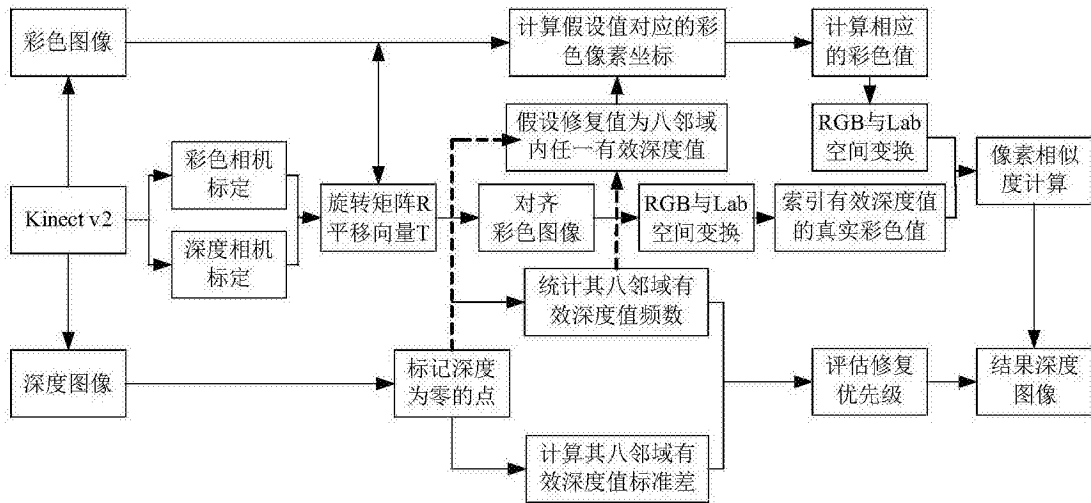 彩色图像
计算假设值对应的彩
色像素坐标
计算相应
的彩色值
假设修复值为八邻域
内任一有效深度值
RGB与Lab
空间变换
彩色相机
标定
像素相似
度计算
Kinect v2
旋转矩阵R
平移向量T
对齐
彩色图像
RGB与Lab
空间变换
索引有效深度值
的真实彩色值
深度相机
标定
统计其八邻域有
效深度值频数
深度图像
标记深度
为零的点
评估修复
优先级
结果深度
图像
计算其八邻域有
效深度值标准差